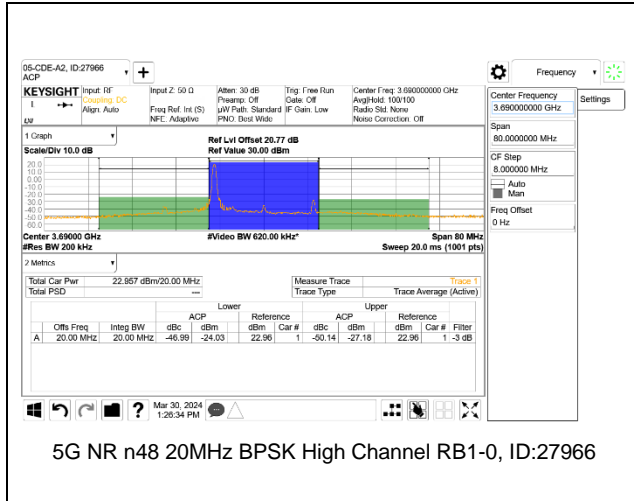 05-CDE-A2, ID:27966
ACP
Frequency
KEYSIGHT Input: RF Input Z: 50 Ω Atten: 30 dB Trig: Free Run Center Freq: 3.690000000 GHz
Coupling: DC Preamp: Off Gate: Off Avg|Hold: 100/100
Align: Auto Freq Ref: Int (S) µW Path: Standard IF Gain: Low Radio Std: None
NFE: Adaptive PNO: Best Wide Noise Correction: Off
Center Frequency
3.690000000 GHz
Settings
Span
80.0000000 MHz
CF Step
8.000000 MHz
Auto
Man
Freq Offset
0 Hz
1 Graph
Scale/Div 10.0 dB
Ref Lvl Offset 20.77 dB
Ref Value 30.00 dBm
20.0
10.0
0.00
-10.0
-20.0
-30.0
-40.0
-50.0
-60.0
Center 3.69000 GHz #Video BW 620.00 kHz* Span 80 MHz
#Res BW 200 kHz Sweep 20.0 ms (1001 pts)
2 Metrics
Total Car Pwr 22.957 dBm/20.00 MHz Measure Trace Trace 1
Total PSD --- Trace Type Trace Average (Active)
Lower Upper
ACP Reference ACP Reference
Offs Freq Integ BW dBc dBm dBm Car # dBc dBm dBm Car # Filter
A 20.00 MHz 20.00 MHz -46.99 -24.03 22.96 1 -50.14 -27.18 22.96 1 -3 dB
Mar 30, 2024
1:26:34 PM
5G NR n48 20MHz BPSK High Channel RB1-0, ID:27966